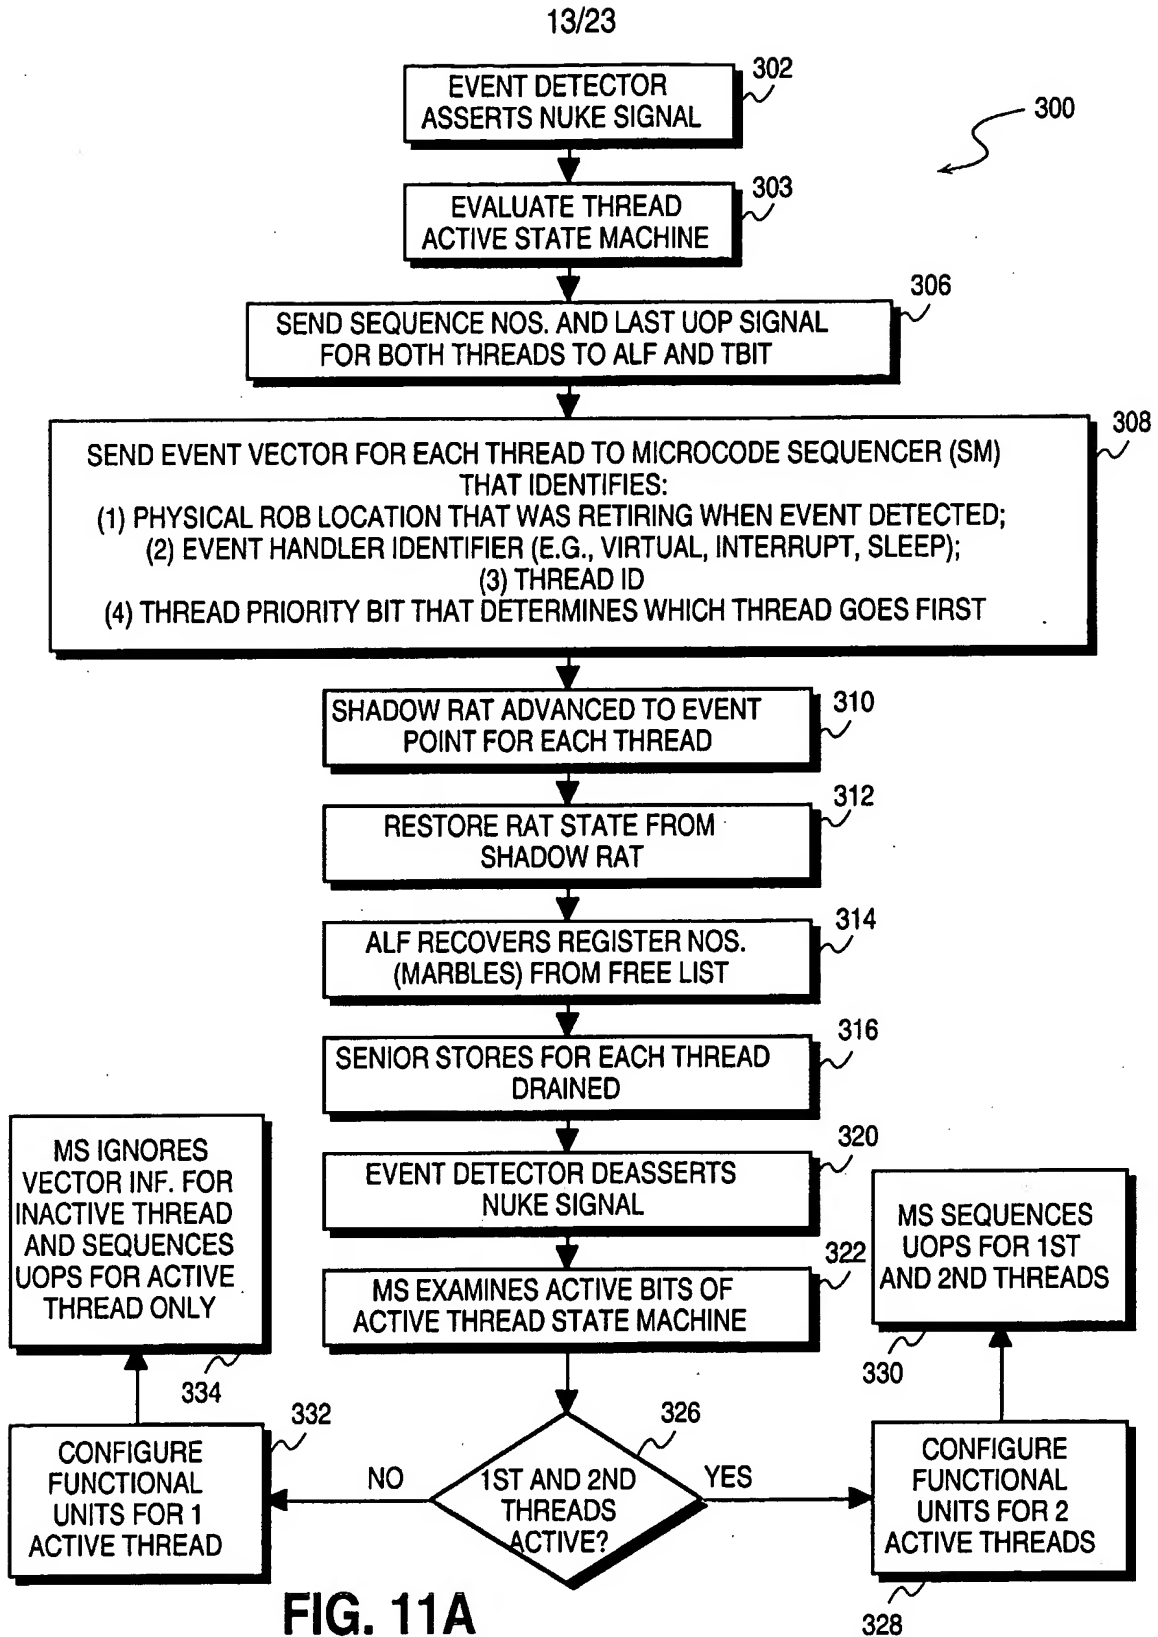 13/23
302
EVENT DETECTOR
ASSERTS NUKE SIGNAL
300
303
EVALUATE THREAD
ACTIVE STATE MACHINE
306
SEND SEQUENCE NOS. AND LAST UOP SIGNAL
FOR BOTH THREADS TO ALF AND TBIT
308
SEND EVENT VECTOR FOR EACH THREAD TO MICROCODE SEQUENCER (SM)
THAT IDENTIFIES:
(1) PHYSICAL ROB LOCATION THAT WAS RETIRING WHEN EVENT DETECTED;
(2) EVENT HANDLER IDENTIFIER (E.G., VIRTUAL, INTERRUPT, SLEEP);
(3) THREAD ID
(4) THREAD PRIORITY BIT THAT DETERMINES WHICH THREAD GOES FIRST
310
SHADOW RAT ADVANCED TO EVENT
POINT FOR EACH THREAD
312
RESTORE RAT STATE FROM
SHADOW RAT
314
ALF RECOVERS REGISTER NOS.
(MARBLES) FROM FREE LIST
316
SENIOR STORES FOR EACH THREAD
DRAINED
320
EVENT DETECTOR DEASSERTS
NUKE SIGNAL
322
MS EXAMINES ACTIVE BITS OF
ACTIVE THREAD STATE MACHINE
326
1ST AND 2ND
THREADS
ACTIVE?
NO
YES
332
CONFIGURE
FUNCTIONAL
UNITS FOR 1
ACTIVE THREAD
334
MS IGNORES
VECTOR INF. FOR
INACTIVE THREAD
AND SEQUENCES
UOPS FOR ACTIVE
THREAD ONLY
CONFIGURE
FUNCTIONAL
UNITS FOR 2
ACTIVE THREADS
328
MS SEQUENCES
UOPS FOR 1ST
AND 2ND THREADS
330
FIG. 11A